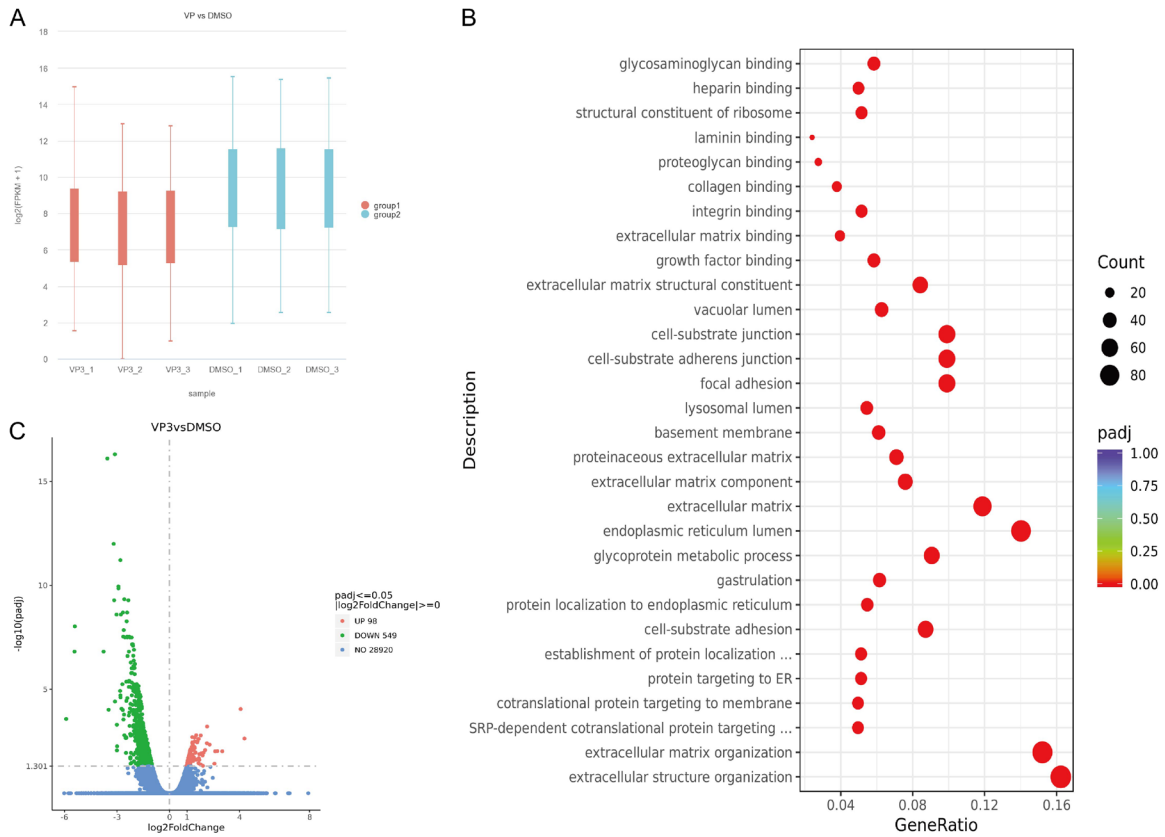 A
VP vs DMSO
18
16
14
12
10
8
6
4
2
0
log2(FPKM + 1)
VP3_1
VP3_2
VP3_3
DMSO_1
DMSO_2
DMSO_3
sample
group1
group2
B
glycosaminoglycan binding
heparin binding
structural constituent of ribosome
laminin binding
proteoglycan binding
collagen binding
integrin binding
extracellular matrix binding
growth factor binding
extracellular matrix structural constituent
vacuolar lumen
cell-substrate junction
cell-substrate adherens junction
focal adhesion
lysosomal lumen
basement membrane
proteinaceous extracellular matrix
extracellular matrix component
extracellular matrix
endoplasmic reticulum lumen
glycoprotein metabolic process
gastrulation
protein localization to endoplasmic reticulum
cell-substrate adhesion
establishment of protein localization ...
protein targeting to ER
cotranslational protein targeting to membrane
SRP-dependent cotranslational protein targeting ...
extracellular matrix organization
extracellular structure organization
Description
0.04
0.08
0.12
0.16
GeneRatio
Count
20
40
60
80
padj
1.00
0.75
0.50
0.25
0.00
C
VP3vsDMSO
15
10
5
1.301
-log10(padj)
-6
-3
0
1
4
8
log2FoldChange
padj<=0.05
|log2FoldChange|>=0
UP 98
DOWN 549
NO 28920